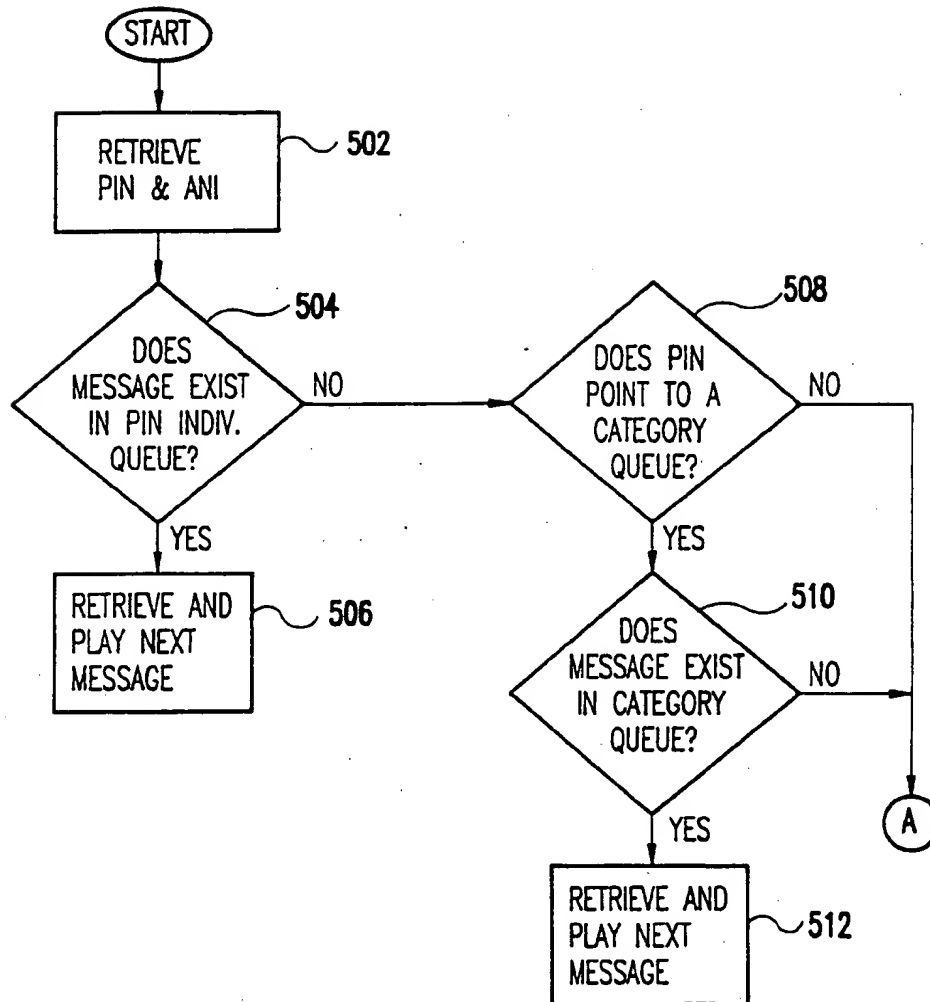 START
RETRIEVE
PIN & ANI
502
DOES
MESSAGE EXIST
IN PIN INDIV.
QUEUE?
504
NO
YES
RETRIEVE AND
PLAY NEXT
MESSAGE
506
DOES PIN
POINT TO A
CATEGORY
QUEUE?
508
NO
YES
DOES
MESSAGE EXIST
IN CATEGORY
QUEUE?
510
NO
YES
A
RETRIEVE AND
PLAY NEXT
MESSAGE
512